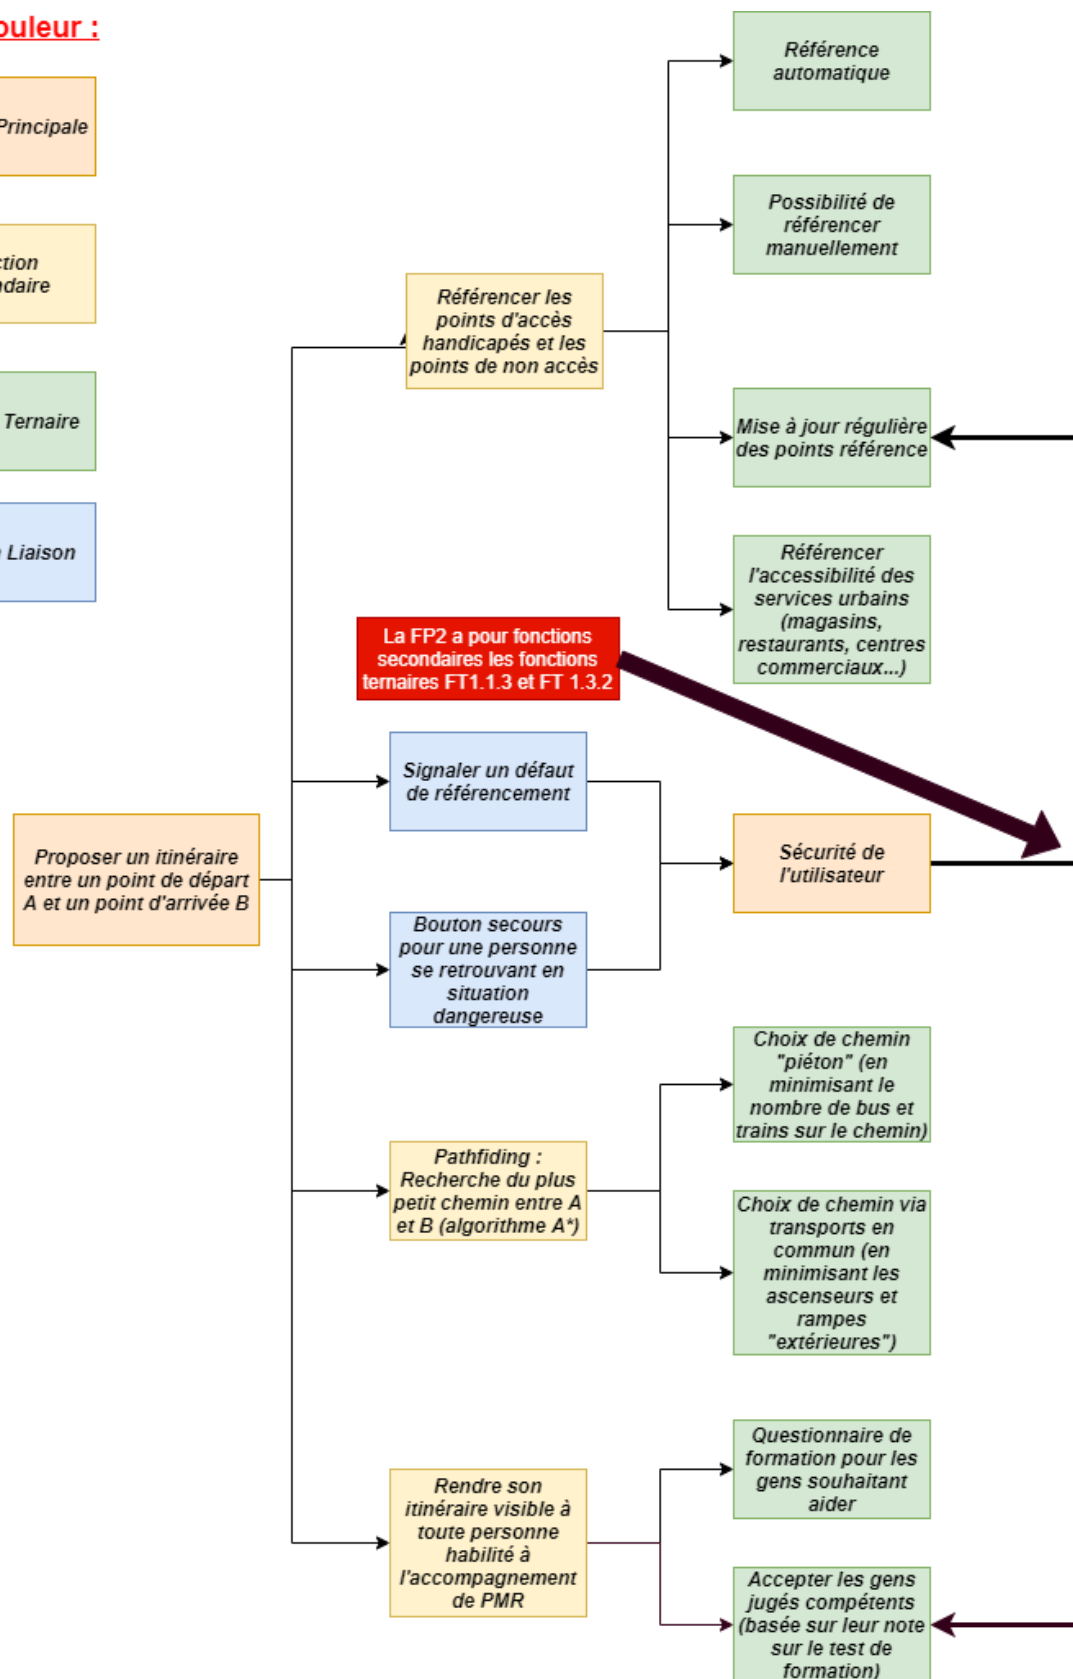 ouleur :
Principale
ction
ndaire
Ternaire
Liaison
Référence
automatique
Possibilité de
référencer
manuellement
Référencer les
points d'accès
handicapés et les
points de non accès
Mise à jour régulière
des points référence
Référencer
l'accessibilité des
services urbains
(magasins,
restaurants, centres
commerciaux...)
La FP2 a pour fonctions
secondaires les fonctions
ternaires FT1.1.3 et FT 1.3.2
Signaler un défaut
de référencement
Proposer un itinéraire
entre un point de départ
A et un point d'arrivée B
Sécurité de
l'utilisateur
Bouton secours
pour une personne
se retrouvant en
situation
dangereuse
Choix de chemin
"piéton" (en
minimisant le
nombre de bus et
trains sur le chemin)
Pathfiding :
Recherche du plus
petit chemin entre A
et B (algorithme A*)
Choix de chemin via
transports en
commun (en
minimisant les
ascenseurs et
rampes
"extérieures")
Questionnaire de
formation pour les
gens souhaitant
aider
Rendre son
itinéraire visible à
toute personne
habilité à
l'accompagnement
de PMR
Accepter les gens
jugés compétents
(basée sur leur note
sur le test de
formation)